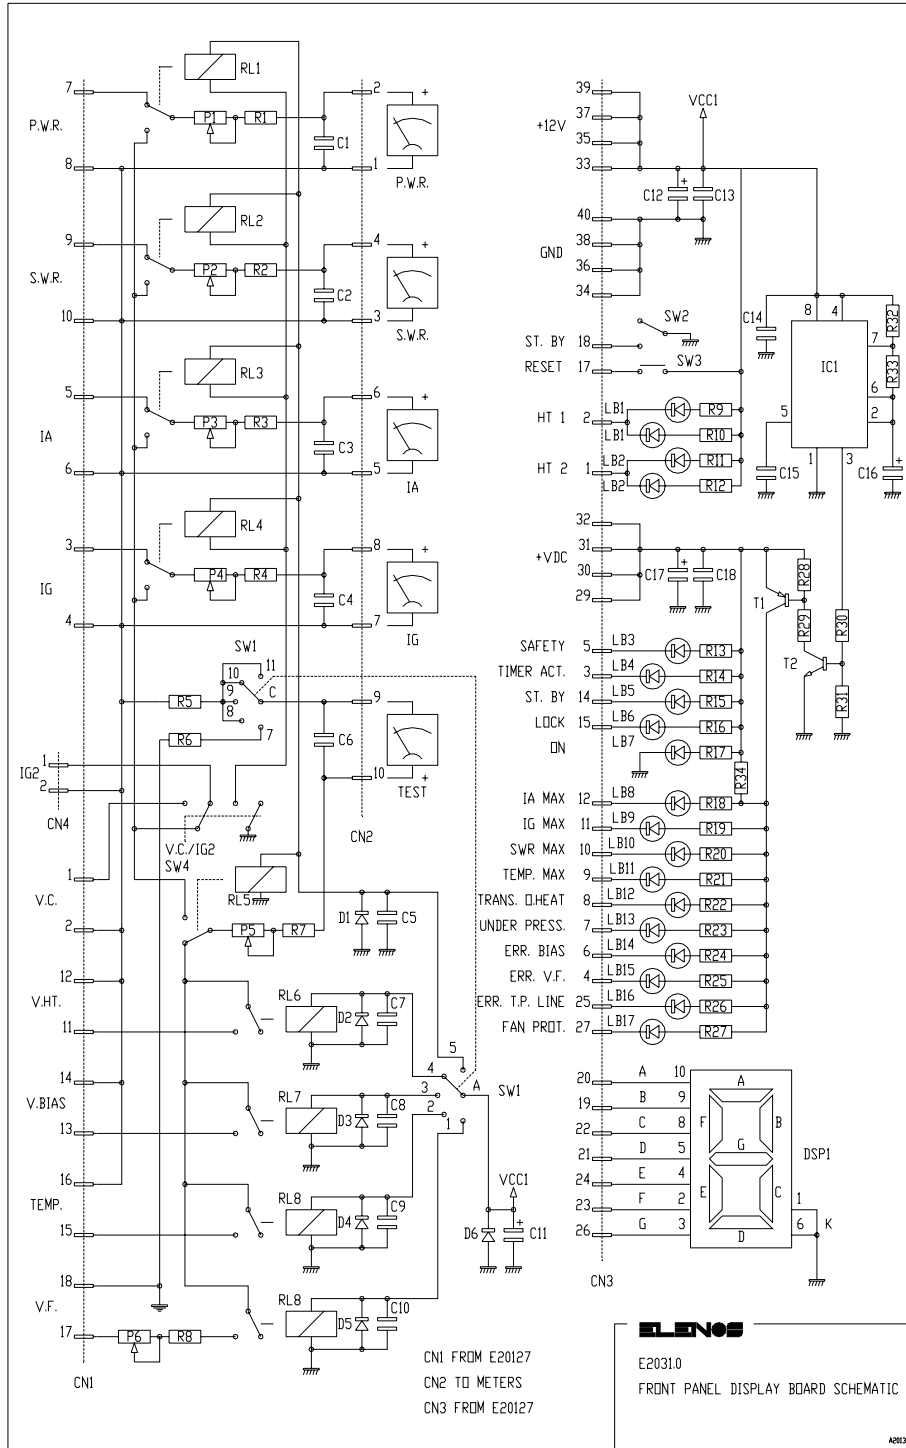 7
P.W.R.
8
RL1
P1
R1
C1
2
+
1
P.W.R.
9
S.W.R.
10
RL2
P2
R2
C2
4
+
3
S.W.R.
5
IA
6
RL3
P3
R3
C3
6
+
5
IA
3
IG
4
RL4
P4
R4
C4
8
+
7
IG
SW1
11
10
9
8
C
7
R5
R6
C6
9
10
+
TEST
CN2
1
IG2
2
CN4
V.C./IG2
SW4
1
V.C.
2
RL5
P5
R7
D1
C5
12
V.HT.
11
RL6
D2
C7
14
V.BIAS
13
RL7
D3
C8
16
TEMP.
15
RL8
D4
C9
18
V.F.
17
P6
R8
RL8
D5
C10
CN1
5
4
3
2
1
A
SW1
VCC1
D6
+
C11
CN1 FROM E20127
CN2 TO METERS
CN3 FROM E20127
39
37
+12V
35
33
VCC1
C12
+
C13
40
38
GND
36
34
SW2
ST. BY 18
RESET 17
SW3
HT 1 2
LB1
R9
LB1
R10
HT 2 1
LB2
R11
LB2
R12
C14
8
4
IC1
7
6
2
5
1
3
R32
R33
C15
C16
+
32
31
+VDC
30
29
C17
+
C18
T1
R28
R29
T2
R30
R31
SAFETY 5 LB3 R13
TIMER ACT. 3 LB4 R14
ST. BY 14 LB5 R15
LOCK 15 LB6 R16
ON LB7 R17
R34
IA MAX 12 LB8 R18
IG MAX 11 LB9 R19
SWR MAX 10 LB10 R20
TEMP. MAX 9 LB11 R21
TRANS. O.HEAT 8 LB12 R22
UNDER PRESS. 7 LB13 R23
ERR. BIAS 6 LB14 R24
ERR. V.F. 4 LB15 R25
ERR. T.P. LINE 25 LB16 R26
FAN PROT. 27 LB17 R27
20 A 10
19 B 9
22 C 8
21 D 5
24 E 4
23 F 2
26 G 3
A
F
B
G
E
C
D
DSP1
1
6
K
CN3
ELENOS
E2031.0
FRONT PANEL DISPLAY BOARD SCHEMATIC
A2013